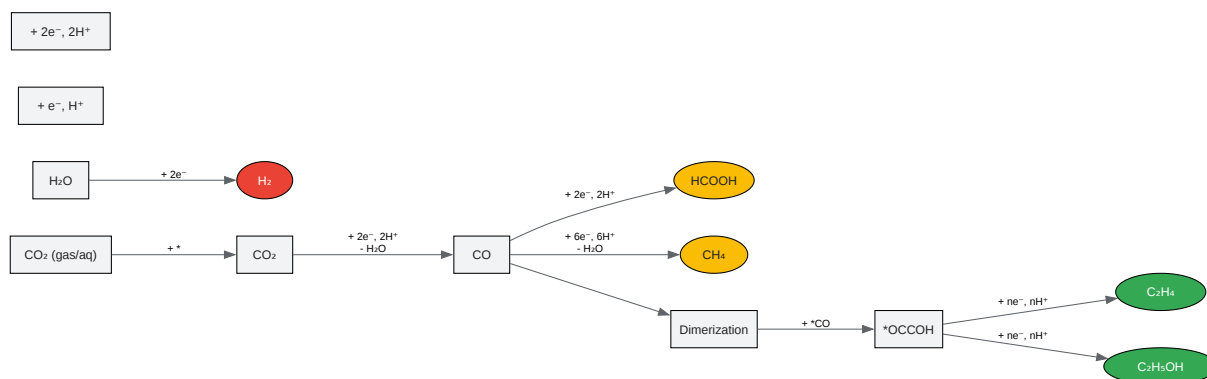 + 2e⁻, 2H⁺
+ e⁻, H⁺
H₂O
+ 2e⁻
H₂
CO₂ (gas/aq)
+ *
CO₂
+ 2e⁻, 2H⁺
- H₂O
CO
+ 2e⁻, 2H⁺
HCOOH
+ 6e⁻, 6H⁺
- H₂O
CH₄
Dimerization
+ *CO
*OCCOH
+ ne⁻, nH⁺
C₂H₄
+ ne⁻, nH⁺
C₂H₅OH